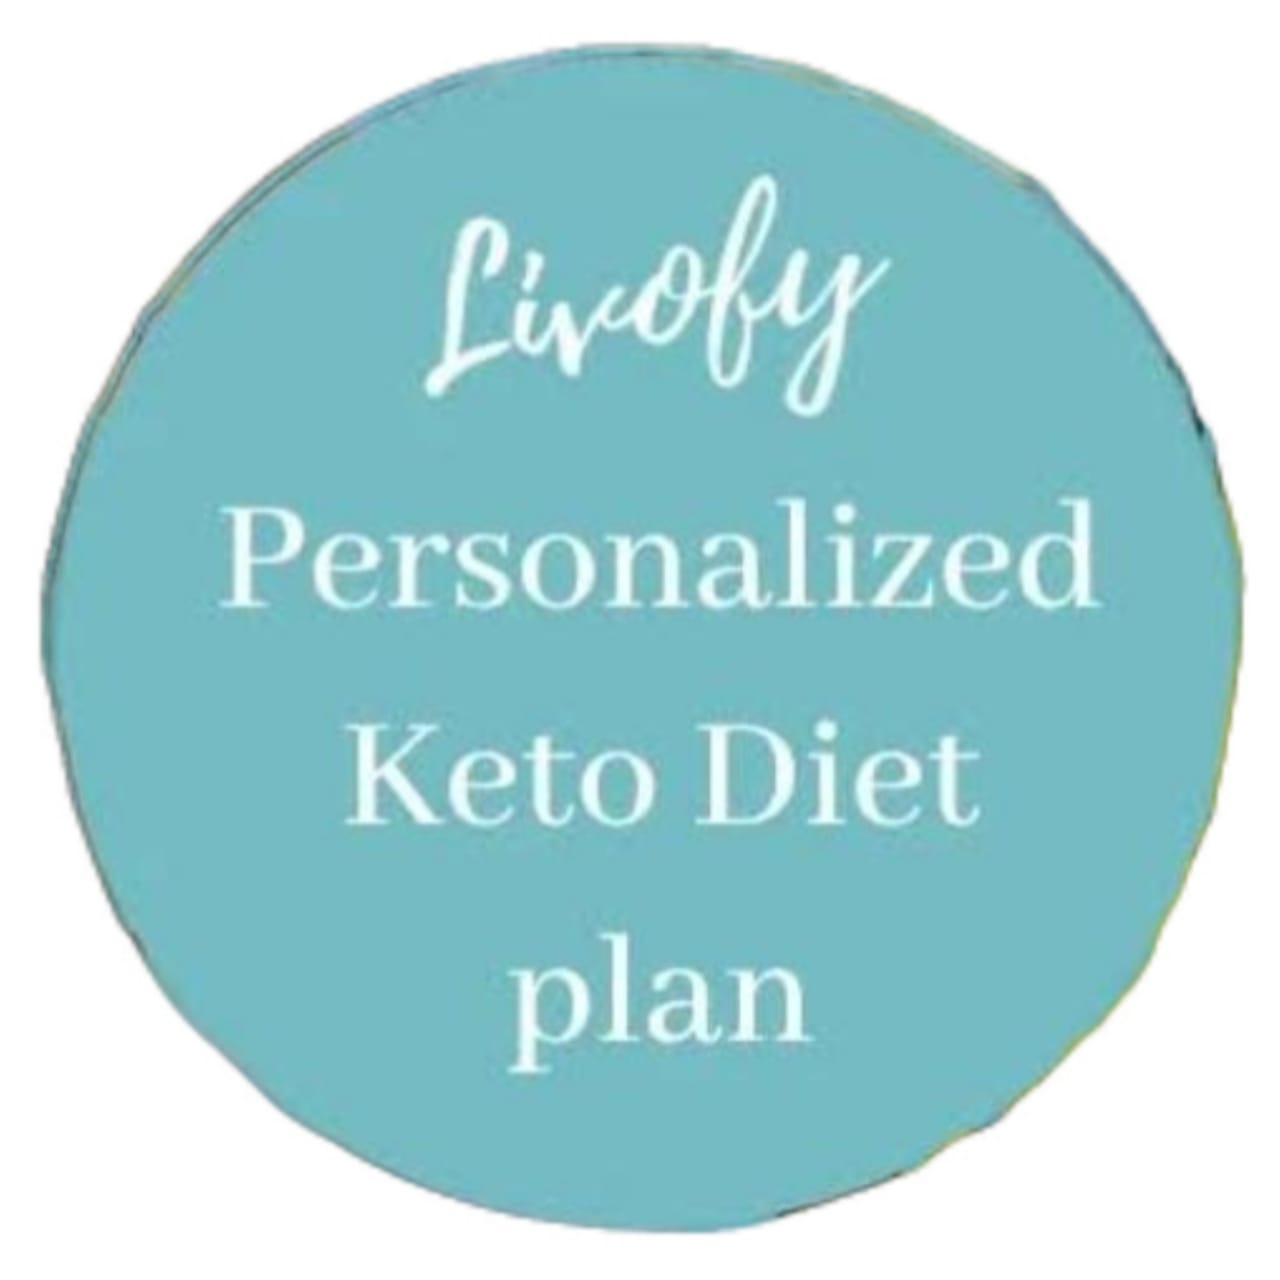 Livofy
Personalized
Keto Diet
plan